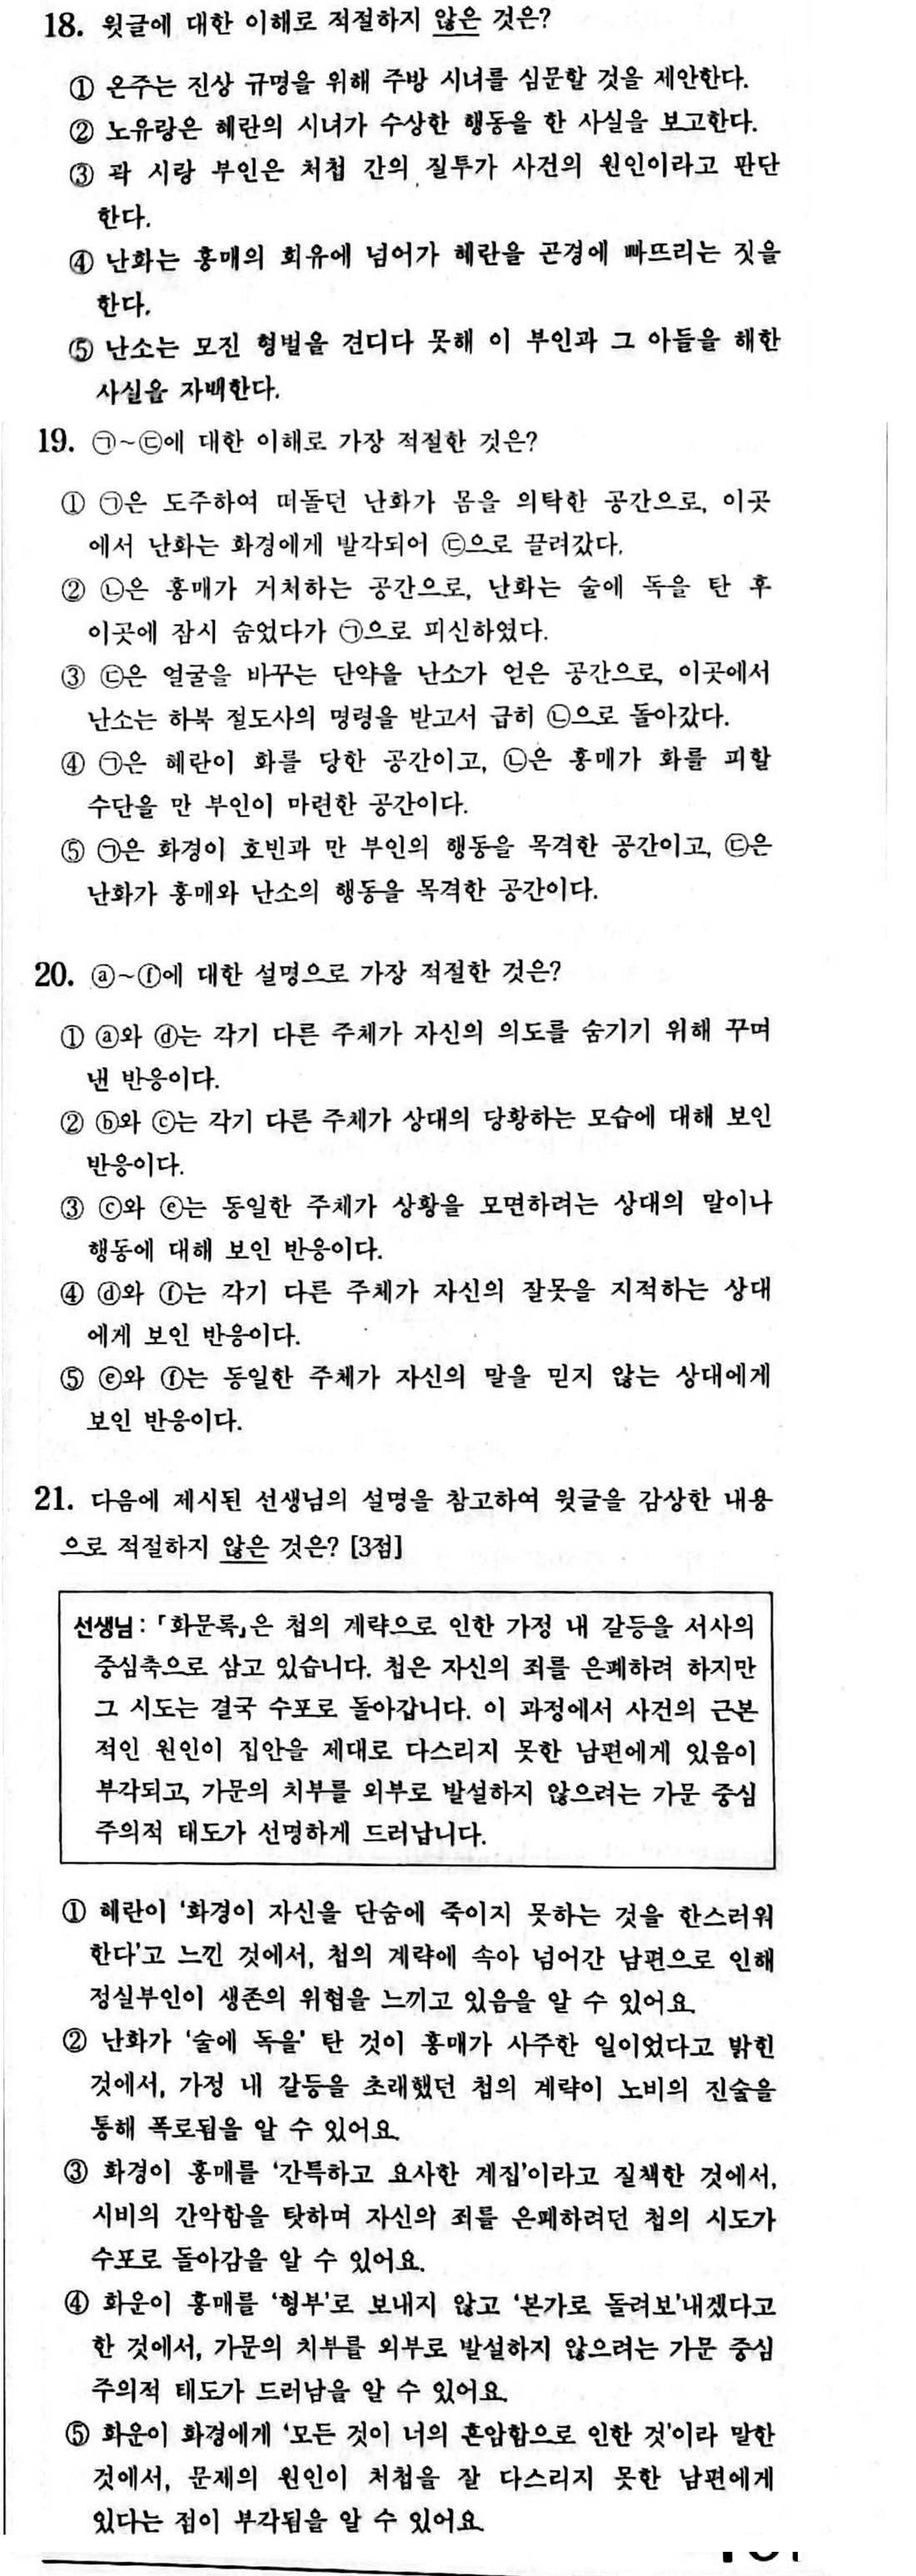 18. 윗글에 대한 이해로 적절하지 않은 것은?
① 온주는 진상 규명을 위해 주방 시녀를 심문할 것을 제안한다.
② 노유랑은 혜란의 시녀가 수상한 행동을 한 사실을 보고한다.
③ 곽 시랑 부인은 처첩 간의 질투가 사건의 원인이라고 판단
한다.
④ 난화는 홍매의 회유에 넘어가 혜란을 곤경에 빠뜨리는 짓을
한다.
⑤ 난소는 모진 형벌을 견디다 못해 이 부인과 그 아들을 해한
사실을 자백한다.
19. ㉠~㉢에 대한 이해로 가장 적절한 것은?
① ㉠은 도주하여 떠돌던 난화가 몸을 의탁한 공간으로, 이곳
에서 난화는 화경에게 발각되어 ㉢으로 끌려갔다.
② ㉡은 홍매가 거처하는 공간으로, 난화는 술에 독을 탄 후
이곳에 잠시 숨었다가 ㉠으로 피신하였다.
③ ㉢은 얼굴을 바꾸는 단약을 난소가 얻은 공간으로, 이곳에서
난소는 하북 절도사의 명령을 받고서 급히 ㉡으로 돌아갔다.
④ ㉠은 혜란이 화를 당한 공간이고, ㉡은 홍매가 화를 피할
수단을 만 부인이 마련한 공간이다.
⑤ ㉠은 화경이 호빈과 만 부인의 행동을 목격한 공간이고, ㉢은
난화가 홍매와 난소의 행동을 목격한 공간이다.
20. ⓐ~ⓕ에 대한 설명으로 가장 적절한 것은?
① ⓐ와 ⓓ는 각기 다른 주체가 자신의 의도를 숨기기 위해 꾸며
낸 반응이다.
② ⓑ와 ⓒ는 각기 다른 주체가 상대의 당황하는 모습에 대해 보인
반응이다.
③ ⓒ와 ⓔ는 동일한 주체가 상황을 모면하려는 상대의 말이나
행동에 대해 보인 반응이다.
④ ⓓ와 ⓕ는 각기 다른 주체가 자신의 잘못을 지적하는 상대
에게 보인 반응이다.
⑤ ⓔ와 ⓕ는 동일한 주체가 자신의 말을 믿지 않는 상대에게
보인 반응이다.
21. 다음에 제시된 선생님의 설명을 참고하여 윗글을 감상한 내용
으로 적절하지 않은 것은? [3점]
선생님 : 「화문록」은 첩의 계략으로 인한 가정 내 갈등을 서사의
중심축으로 삼고 있습니다. 첩은 자신의 죄를 은폐하려 하지만
그 시도는 결국 수포로 돌아갑니다. 이 과정에서 사건의 근본
적인 원인이 집안을 제대로 다스리지 못한 남편에게 있음이
부각되고, 가문의 치부를 외부로 발설하지 않으려는 가문 중심
주의적 태도가 선명하게 드러납니다.
① 혜란이 '화경이 자신을 단숨에 죽이지 못하는 것을 한스러워
한다'고 느낀 것에서, 첩의 계략에 속아 넘어간 남편으로 인해
정실부인이 생존의 위협을 느끼고 있음을 알 수 있어요.
② 난화가 '술에 독을' 탄 것이 홍매가 사주한 일이었다고 밝힌
것에서, 가정 내 갈등을 초래했던 첩의 계략이 노비의 진술을
통해 폭로됨을 알 수 있어요.
③ 화경이 홍매를 '간특하고 요사한 계집'이라고 질책한 것에서,
시비의 간악함을 탓하며 자신의 죄를 은폐하려던 첩의 시도가
수포로 돌아감을 알 수 있어요.
④ 화운이 홍매를 '형부'로 보내지 않고 '본가로 돌려보'내겠다고
한 것에서, 가문의 치부를 외부로 발설하지 않으려는 가문 중심
주의적 태도가 드러남을 알 수 있어요.
⑤ 화운이 화경에게 '모든 것이 너의 혼암함으로 인한 것'이라 말한
것에서, 문제의 원인이 처첩을 잘 다스리지 못한 남편에게
있다는 점이 부각됨을 알 수 있어요.